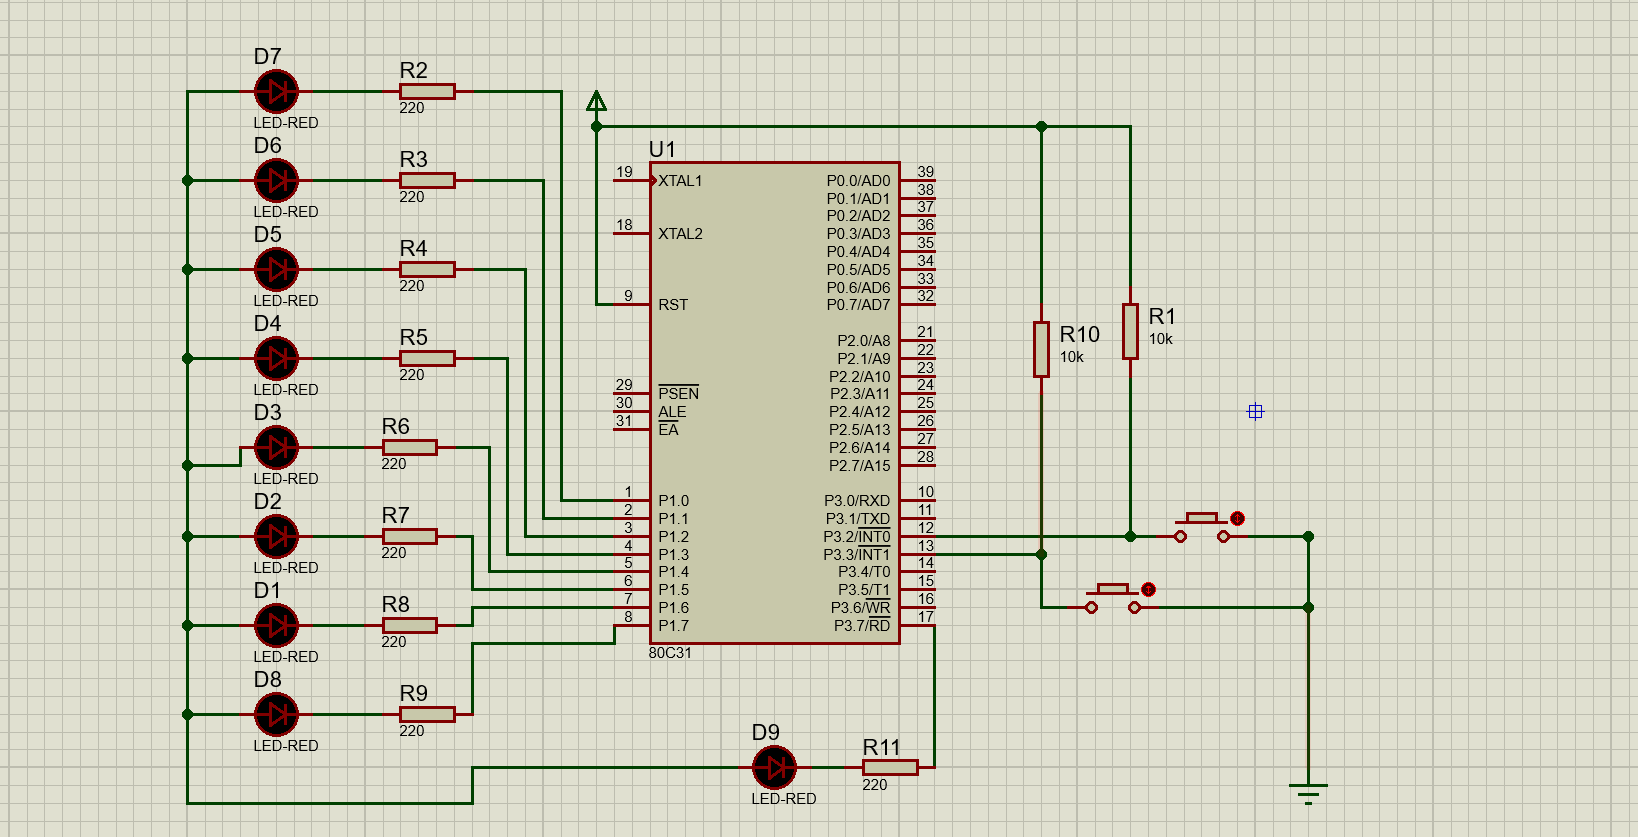 D7
LED-RED
R2
220
D6
LED-RED
R3
220
D5
LED-RED
R4
220
D4
LED-RED
R5
220
D3
LED-RED
R6
220
D2
LED-RED
R7
220
D1
LED-RED
R8
220
D8
LED-RED
R9
220
U1
19 XTAL1
18 XTAL2
9 RST
29 PSEN
30 ALE
31 EA
1 P1.0
2 P1.1
3 P1.2
4 P1.3
5 P1.4
6 P1.5
7 P1.6
8 P1.7
P0.0/AD0 39
P0.1/AD1 38
P0.2/AD2 37
P0.3/AD3 36
P0.4/AD4 35
P0.5/AD5 34
P0.6/AD6 33
P0.7/AD7 32
P2.0/A8 21
P2.1/A9 22
P2.2/A10 23
P2.3/A11 24
P2.4/A12 25
P2.5/A13 26
P2.6/A14 27
P2.7/A15 28
P3.0/RXD 10
P3.1/TXD 11
P3.2/INT0 12
P3.3/INT1 13
P3.4/T0 14
P3.5/T1 15
P3.6/WR 16
P3.7/RD 17
80C31
R10
10k
R1
10k
D9
LED-RED
R11
220